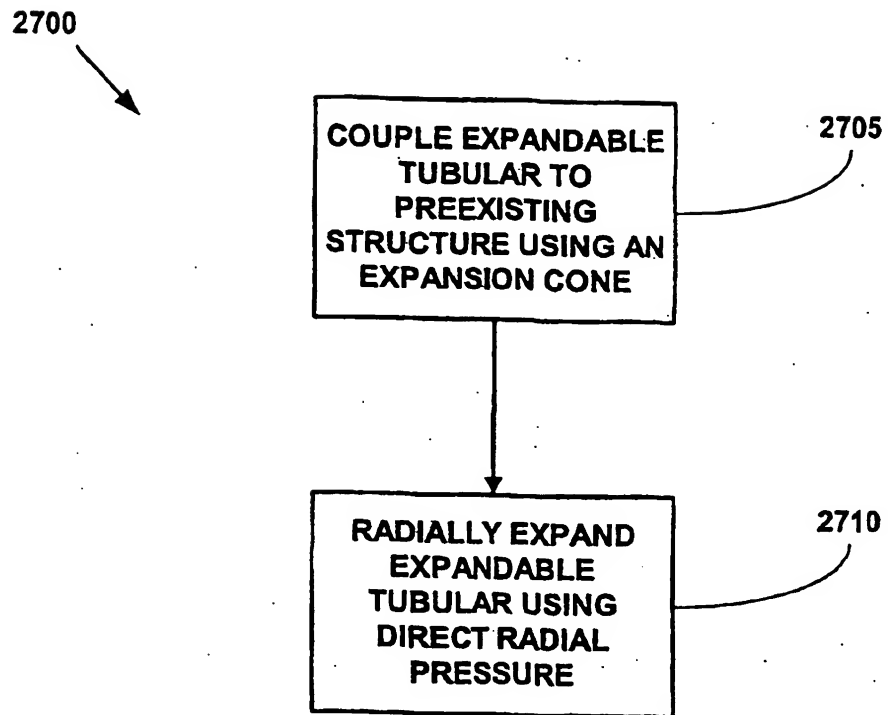 2700
COUPLE EXPANDABLE
TUBULAR TO
PREEXISTING
STRUCTURE USING AN
EXPANSION CONE
2705
RADIALLY EXPAND
EXPANDABLE
TUBULAR USING
DIRECT RADIAL
PRESSURE
2710